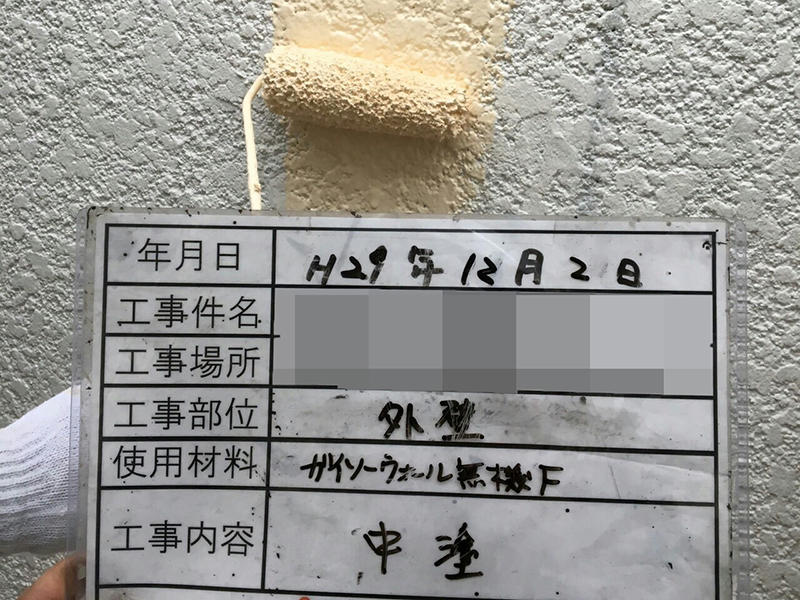 年月日 H29年12月2日
工事件名
工事場所
工事部位 外壁
使用材料 ガイソーウォール無機F
工事内容 中塗